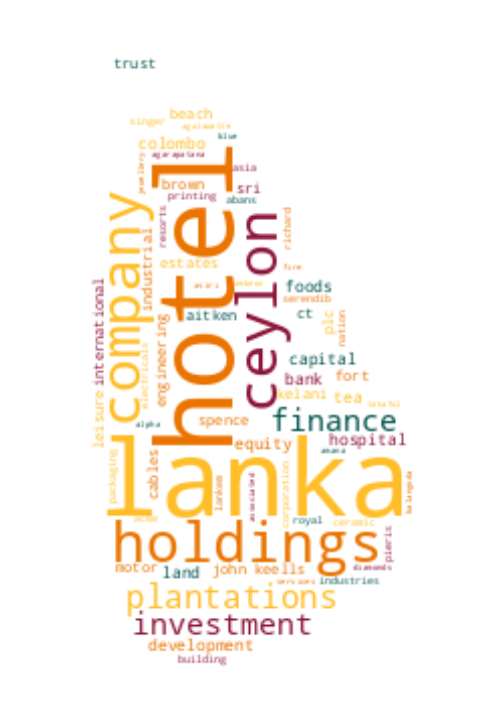 trust
beach
singer
agalawatte
blue
colombo
agarapatana
asia
jewellery
brown
sri
printing
abans
hotel
company
ceylon
resorts
richard
industrial
estates
fire
asiri
foods
serendib
international
aitken
ct
plc
nation
engineering
electricals
capital
bank
fort
kelani
tea
takaful
leisure
alpha
spence
finance
equity
hospital
amana
lanka
packaging
cables
lankem
associated
corporation
balangoda
acme
royal
ceramic
holdings
pieris
motor
land
john keells
diamonds
services
industries
plantations
investment
development
building